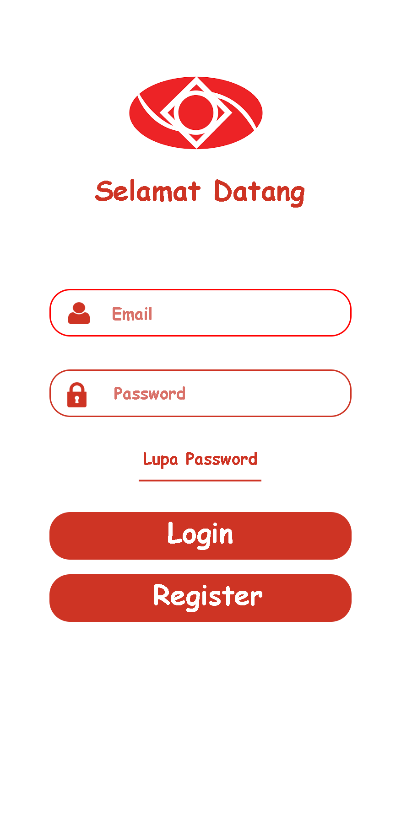 Selamat Datang
Email
Password
Lupa Password
Login
Register